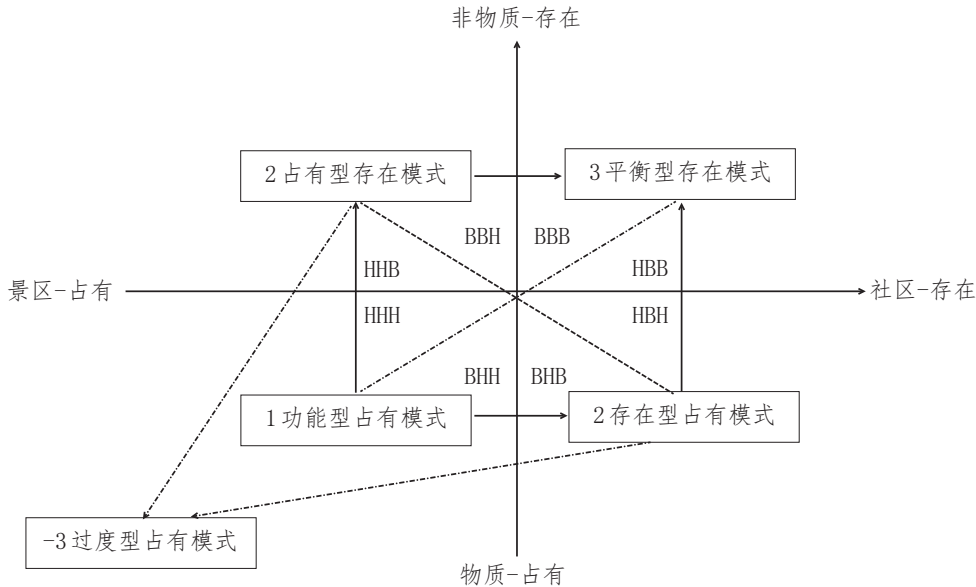 非物质-存在
2占有型存在模式
3平衡型存在模式
BBH
BBB
HHB
HBB
景区-占有
社区-存在
HHH
HBH
BHH
BHB
1功能型占有模式
2存在型占有模式
-3过度型占有模式
物质-占有